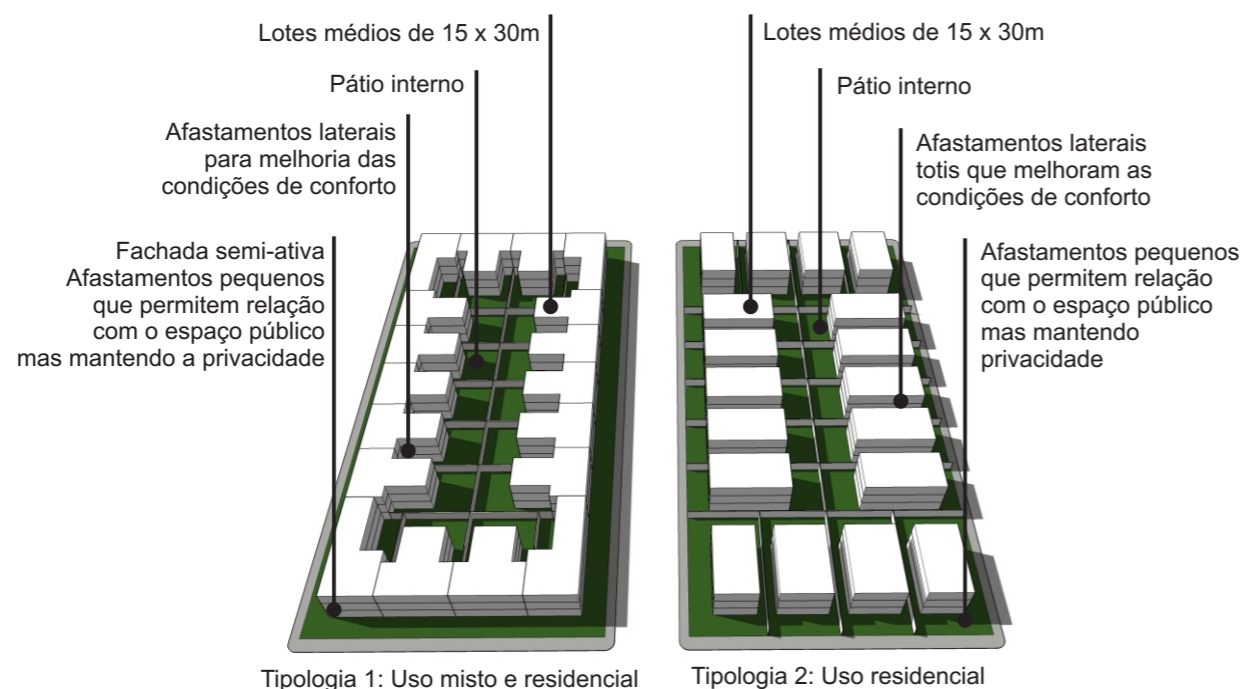 Lotes médios de 15 x 30m
Pátio interno
Afastamentos laterais
para melhoria das
condições de conforto
Fachada semi-ativa
Afastamentos pequenos
que permitem relação
com o espaço público
mas mantendo a privacidade
Tipologia 1: Uso misto e residencial
Lotes médios de 15 x 30m
Pátio interno
Afastamentos laterais
totis que melhoram as
condições de conforto
Afastamentos pequenos
que permitem relação
com o espaço público
mas mantendo
privacidade
Tipologia 2: Uso residencial